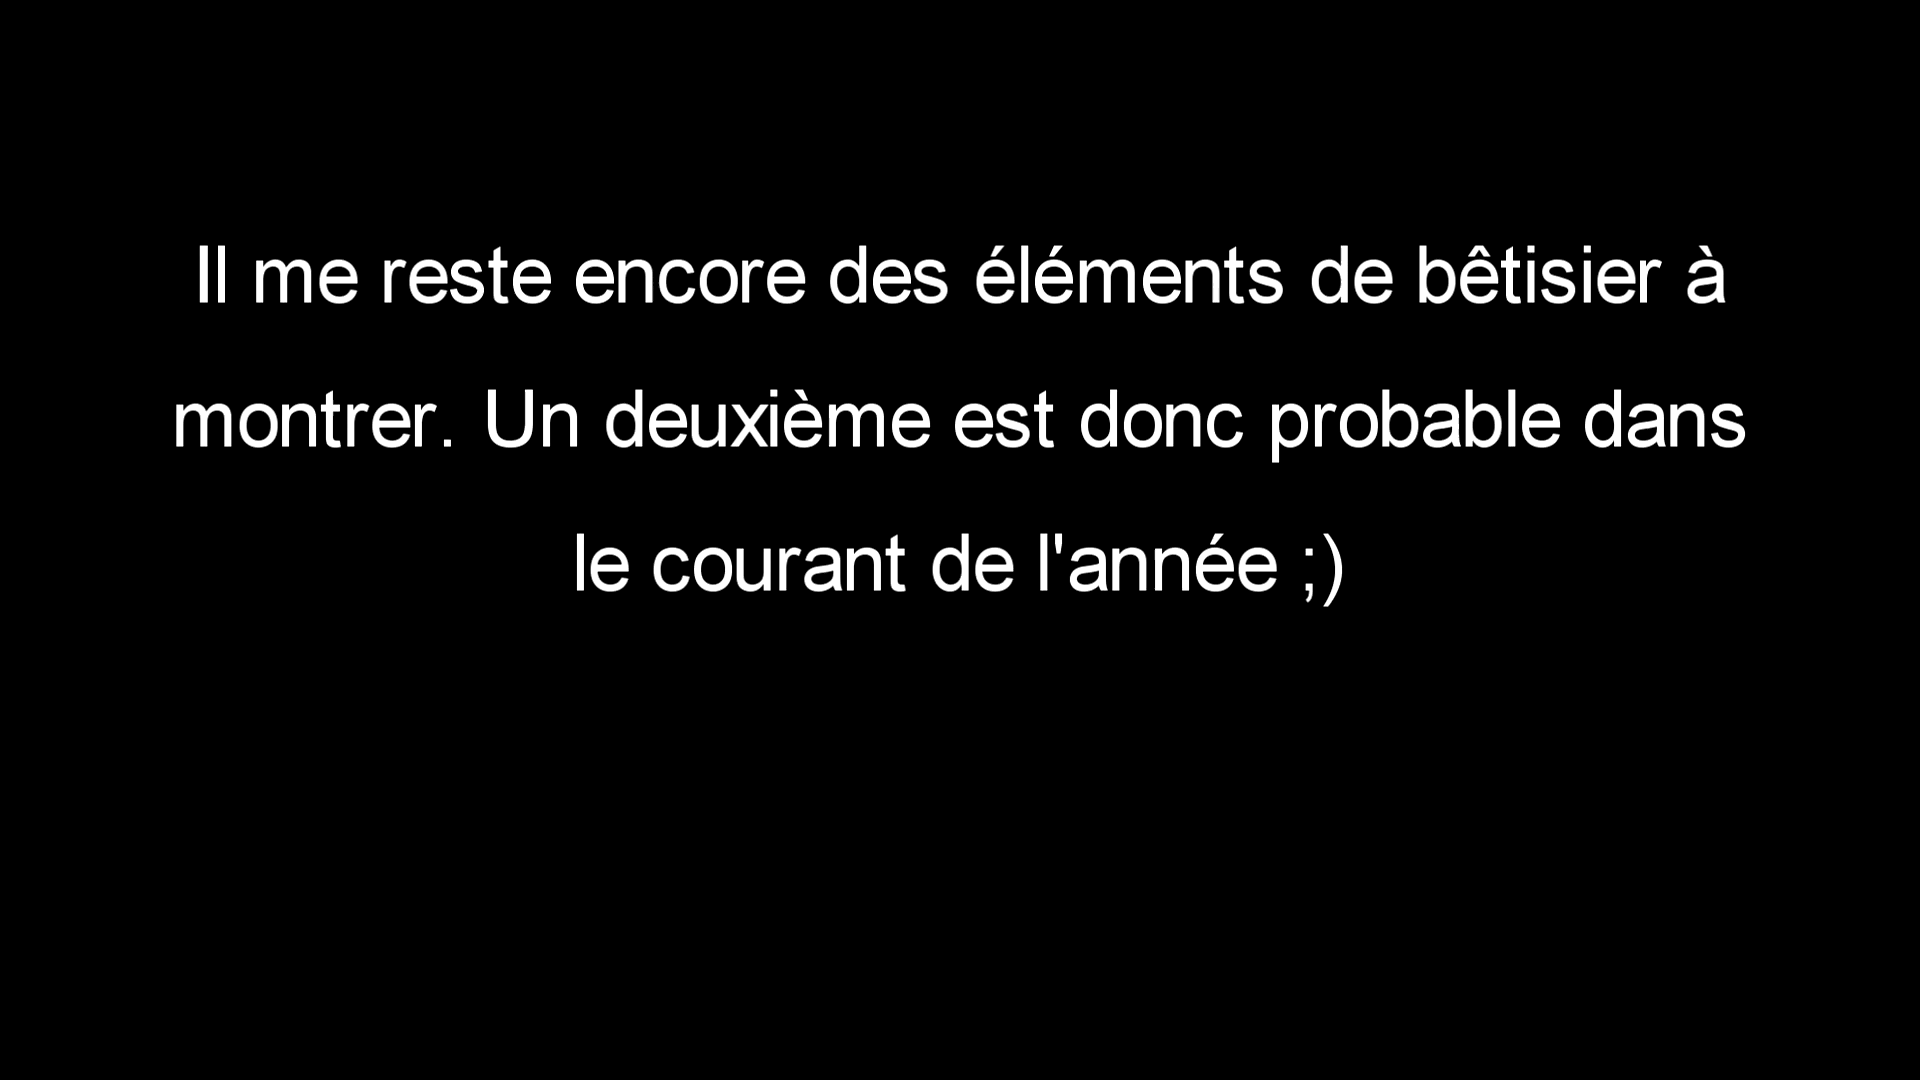 Il me reste encore des éléments de bêtisier à
montrer. Un deuxième est donc probable dans
le courant de l'année ;)